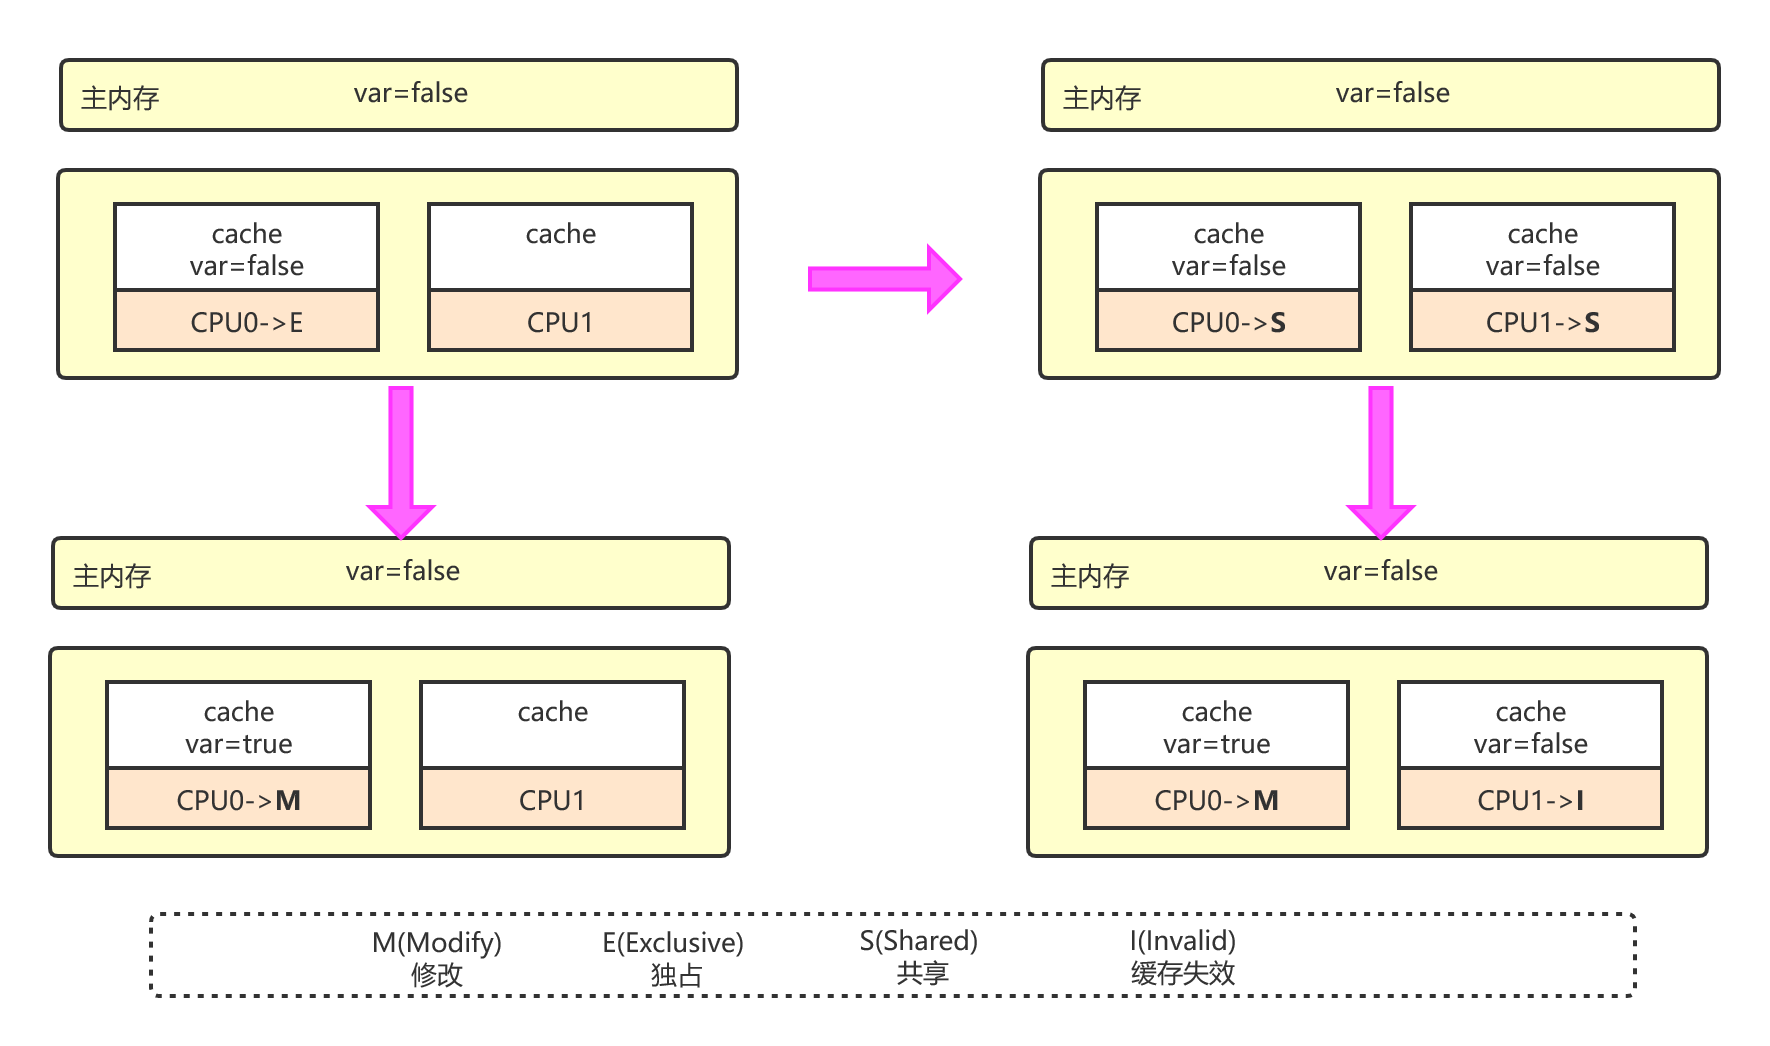 主内存
var=false
cache
var=false
CPU0->E
cache
CPU1
主内存
var=false
cache
var=false
CPU0->S
cache
var=false
CPU1->S
主内存
var=false
cache
var=true
CPU0->M
cache
CPU1
主内存
var=false
cache
var=true
CPU0->M
cache
var=false
CPU1->I
M(Modify)
修改
E(Exclusive)
独占
S(Shared)
共享
I(Invalid)
缓存失效